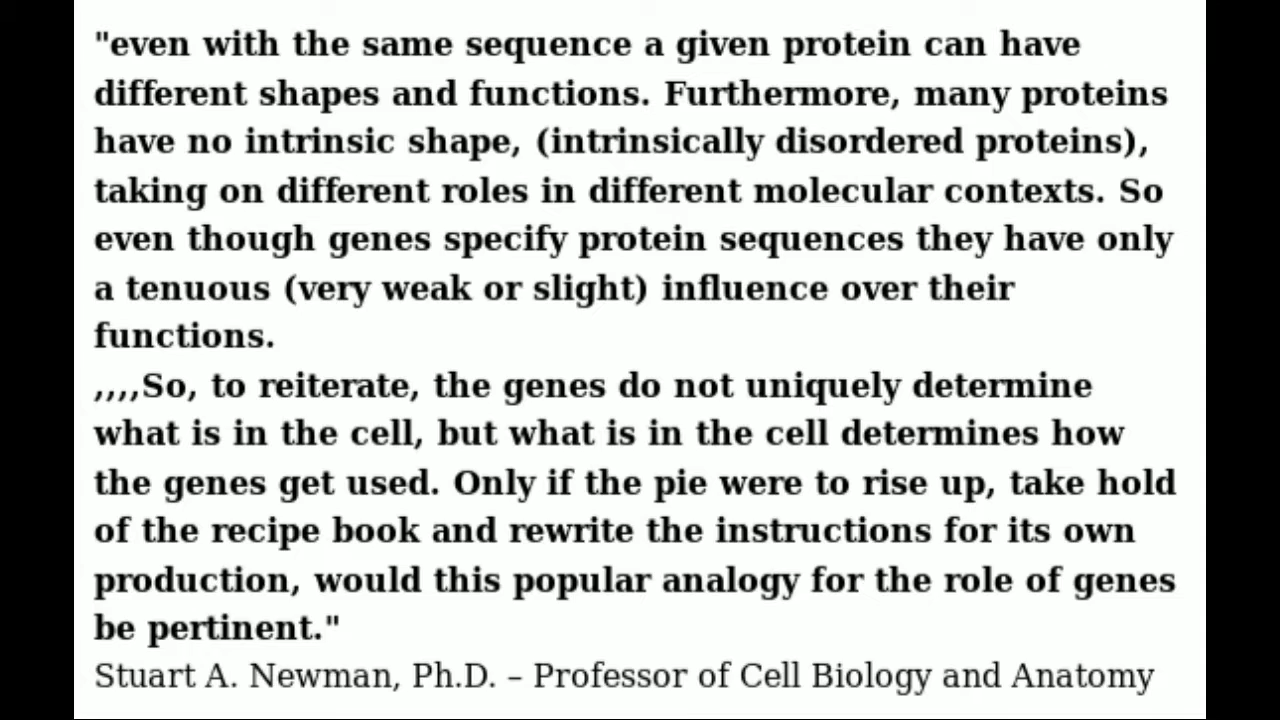 "even with the same sequence a given protein can have
different shapes and functions. Furthermore, many proteins
have no intrinsic shape, (intrinsically disordered proteins),
taking on different roles in different molecular contexts. So
even though genes specify protein sequences they have only
a tenuous (very weak or slight) influence over their
functions.
,,,,So, to reiterate, the genes do not uniquely determine
what is in the cell, but what is in the cell determines how
the genes get used. Only if the pie were to rise up, take hold
of the recipe book and rewrite the instructions for its own
production, would this popular analogy for the role of genes
be pertinent."
Stuart A. Newman, Ph.D. – Professor of Cell Biology and Anatomy